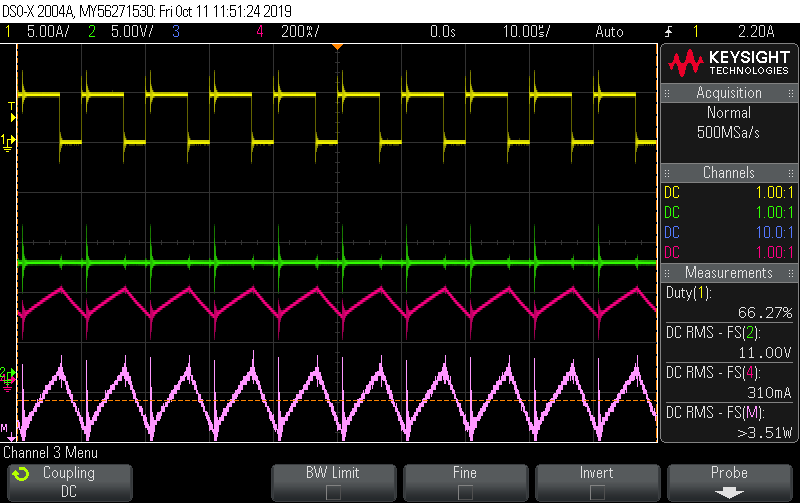 DSO-X 2004A, MY56271530: Fri Oct 11 11:51:24 2019
1 5.00A/ 2 5.00V/ 3 4 200ㅤ/ 0.0s 10.00ㅤ/ Auto 1 2.20A
KEYSIGHT
TECHNOLOGIES
Acquisition
Normal
500MSa/s
Channels
DC 1.00:1
DC 1.00:1
DC 10.0:1
DC 1.00:1
Measurements
Duty(1):
66.27%
DC RMS - FS(2):
11.00V
DC RMS - FS(4):
310mA
DC RMS - FS(M):
>3.51W
T
1
2
M
Channel 3 Menu
Coupling
DC
BW Limit
Fine
Invert
Probe